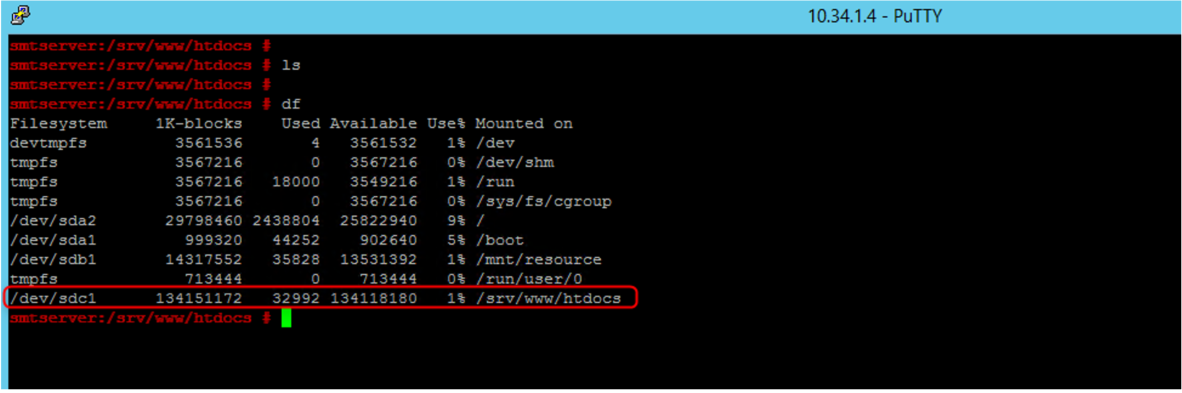 10.34.1.4 - PuTTY
smtserver:/srv/www/htdocs #
smtserver:/srv/www/htdocs # ls
smtserver:/srv/www/htdocs #
smtserver:/srv/www/htdocs # df
Filesystem     1K-blocks    Used Available Use% Mounted on
devtmpfs         3561536       4   3561532   1% /dev
tmpfs            3567216       0   3567216   0% /dev/shm
tmpfs            3567216   18000   3549216   1% /run
tmpfs            3567216       0   3567216   0% /sys/fs/cgroup
/dev/sda2       29798460 2438804  25822940   9% /
/dev/sda1         999320   44252    902640   5% /boot
/dev/sdb1       14317552   35828  13531392   1% /mnt/resource
tmpfs             713444       0    713444   0% /run/user/0
/dev/sdc1      134151172   32992 134118180   1% /srv/www/htdocs
smtserver:/srv/www/htdocs #